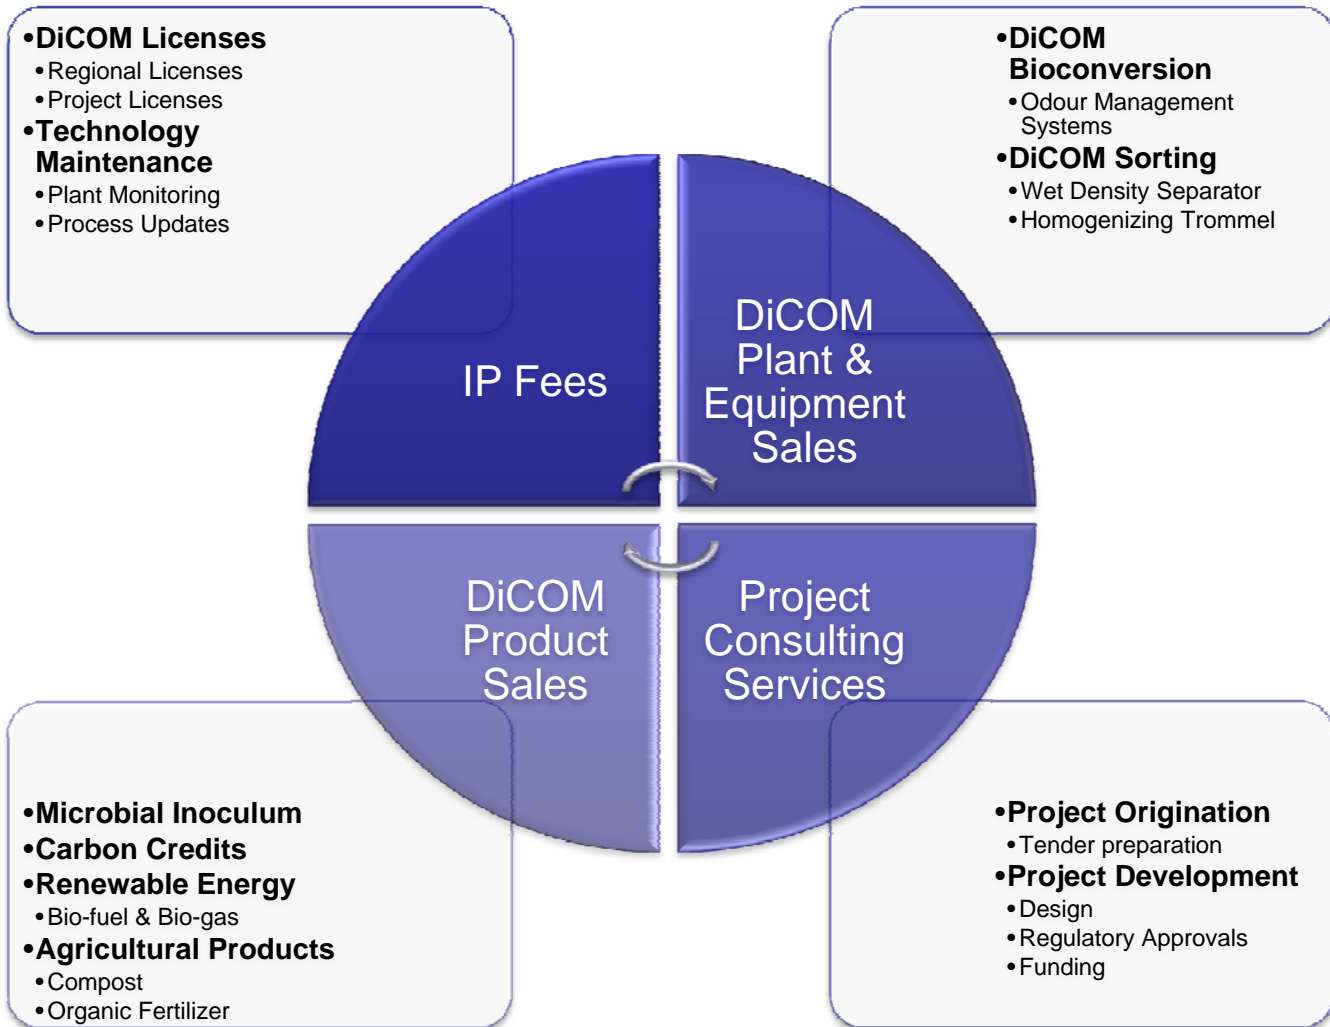 •DiCOM Licenses
•Regional Licenses
•Project Licenses
•Technology
Maintenance
•Plant Monitoring
•Process Updates
•DiCOM
Bioconversion
•Odour Management
Systems
•DiCOM Sorting
•Wet Density Separator
•Homogenizing Trommel
IP Fees
DiCOM
Plant &
Equipment
Sales
DiCOM
Product
Sales
Project
Consulting
Services
•Microbial Inoculum
•Carbon Credits
•Renewable Energy
•Bio-fuel & Bio-gas
•Agricultural Products
•Compost
•Organic Fertilizer
•Project Origination
•Tender preparation
•Project Development
•Design
•Regulatory Approvals
•Funding